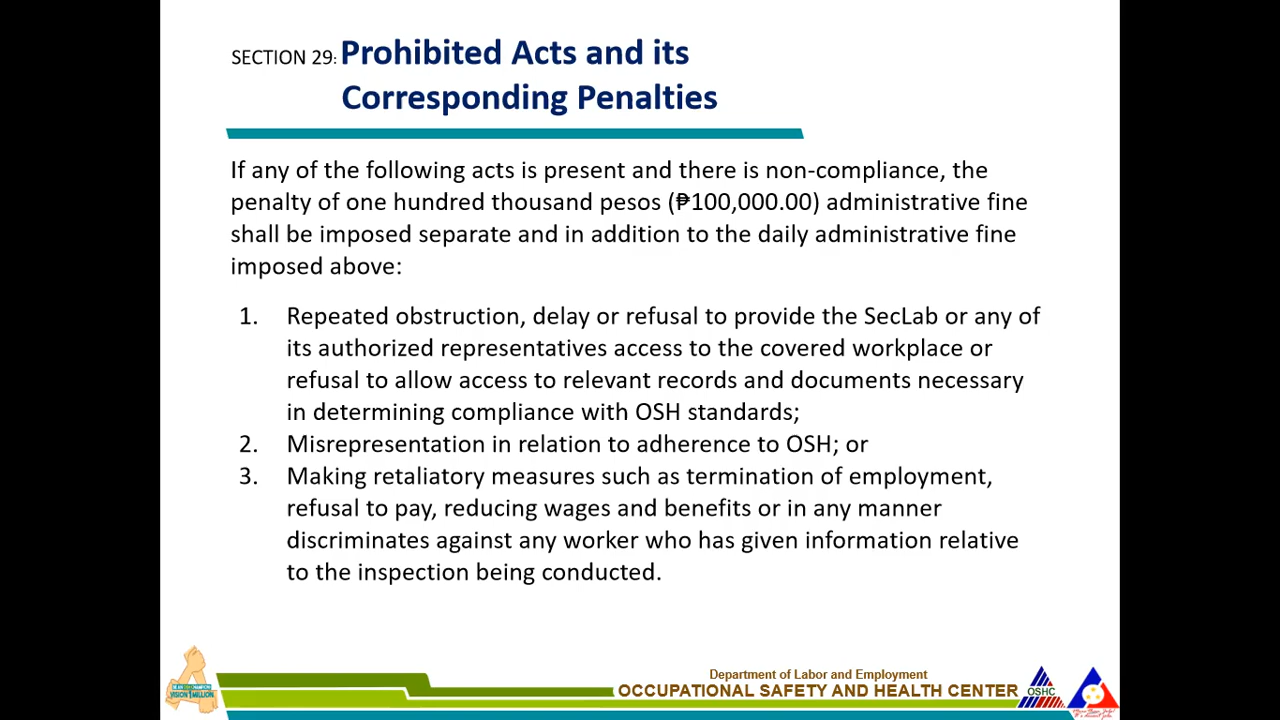 SECTION 29: Prohibited Acts and its
Corresponding Penalties
If any of the following acts is present and there is non-compliance, the
penalty of one hundred thousand pesos (₱100,000.00) administrative fine
shall be imposed separate and in addition to the daily administrative fine
imposed above:
1. Repeated obstruction, delay or refusal to provide the SecLab or any of
its authorized representatives access to the covered workplace or
refusal to allow access to relevant records and documents necessary
in determining compliance with OSH standards;
2. Misrepresentation in relation to adherence to OSH; or
3. Making retaliatory measures such as termination of employment,
refusal to pay, reducing wages and benefits or in any manner
discriminates against any worker who has given information relative
to the inspection being conducted.
VISION 1 MILLION
Department of Labor and Employment
OCCUPATIONAL SAFETY AND HEALTH CENTER
OSHC